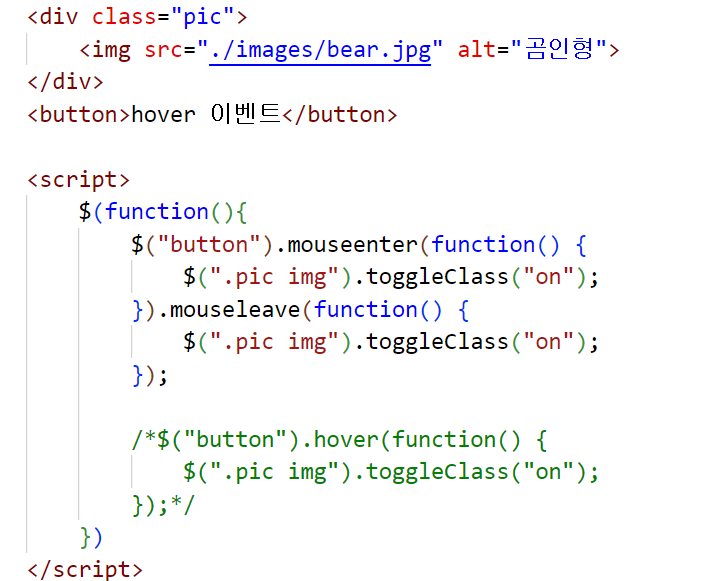 <div class="pic">
    <img src="./images/bear.jpg" alt="곰인형">
</div>
<button>hover 이벤트</button>

<script>
    $(function(){
        $("button").mouseenter(function() {
            $(".pic img").toggleClass("on");
        }).mouseleave(function() {
            $(".pic img").toggleClass("on");
        });

        /*$("button").hover(function() {
            $(".pic img").toggleClass("on");
        });*/
    })
</script>